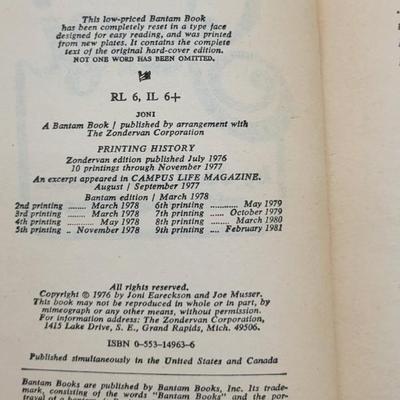 This low-priced Bantam Book
has been completely reset in a type face
designed for easy reading, and was printed
from new plates. It contains the complete
text of the original hard-cover edition.
NOT ONE WORD HAS BEEN OMITTED.
RL 6, IL 6+
JONI
A Bantam Book / published by arrangement with
The Zondervan Corporation
PRINTING HISTORY
Zondervan edition published July 1976
10 printings through November 1977
An excerpt appeared in CAMPUS LIFE MAGAZINE.
August / September 1977
Bantam edition / March 1978
2nd printing ....... March 1978 6th printing ....... May 1979
3rd printing ....... March 1978 7th printing .... October 1979
4th printing ......... May 1978 8th printing ..... March 1980
5th printing .. November 1978 9th printing ... February 1981
All rights reserved.
Copyright © 1976 by Joni Eareckson and Joe Musser.
This book may not be reproduced in whole or in part, by
mimeograph or any other means, without permission.
For information address: The Zondervan Corporation,
1415 Lake Drive, S. E., Grand Rapids, Mich. 49506.
ISBN 0-553-14963-6
Published simultaneously in the United States and Canada
Bantam Books are published by Bantam Books, Inc. Its trade-
mark, consisting of the words "Bantam Books" and the por-